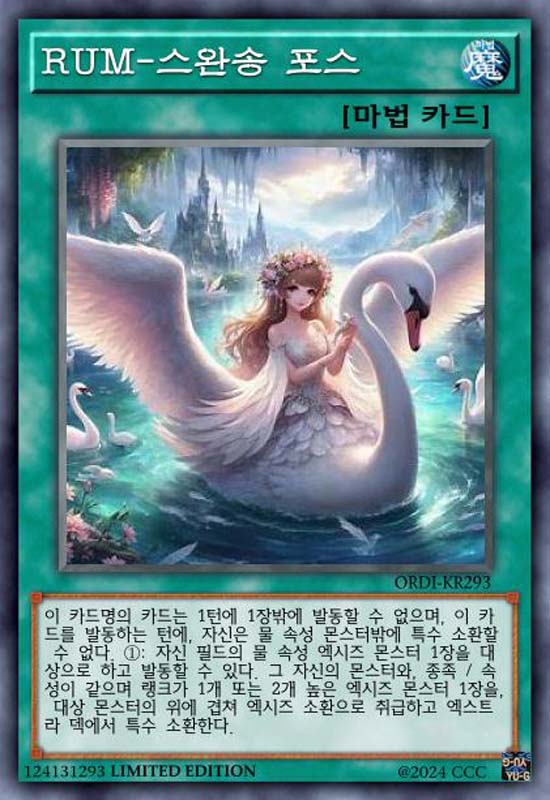 RUM-스완송 포스
마법
魔
[마법 카드]
ORDI-KR293
이 카드명의 카드는 1턴에 1장밖에 발동할 수 없으며, 이 카
드를 발동하는 턴에, 자신은 물 속성 몬스터밖에 특수 소환할
수 없다. ①: 자신 필드의 물 속성 엑시즈 몬스터 1장을 대
상으로 하고 발동할 수 있다. 그 자신의 몬스터와, 종족 / 속
성이 같으며 랭크가 1개 또는 2개 높은 엑시즈 몬스터 1장을,
대상 몬스터의 위에 겹쳐 엑시즈 소환으로 취급하고 엑스트
라 덱에서 특수 소환한다.
124131293 LIMITED EDITION @2024 CCC